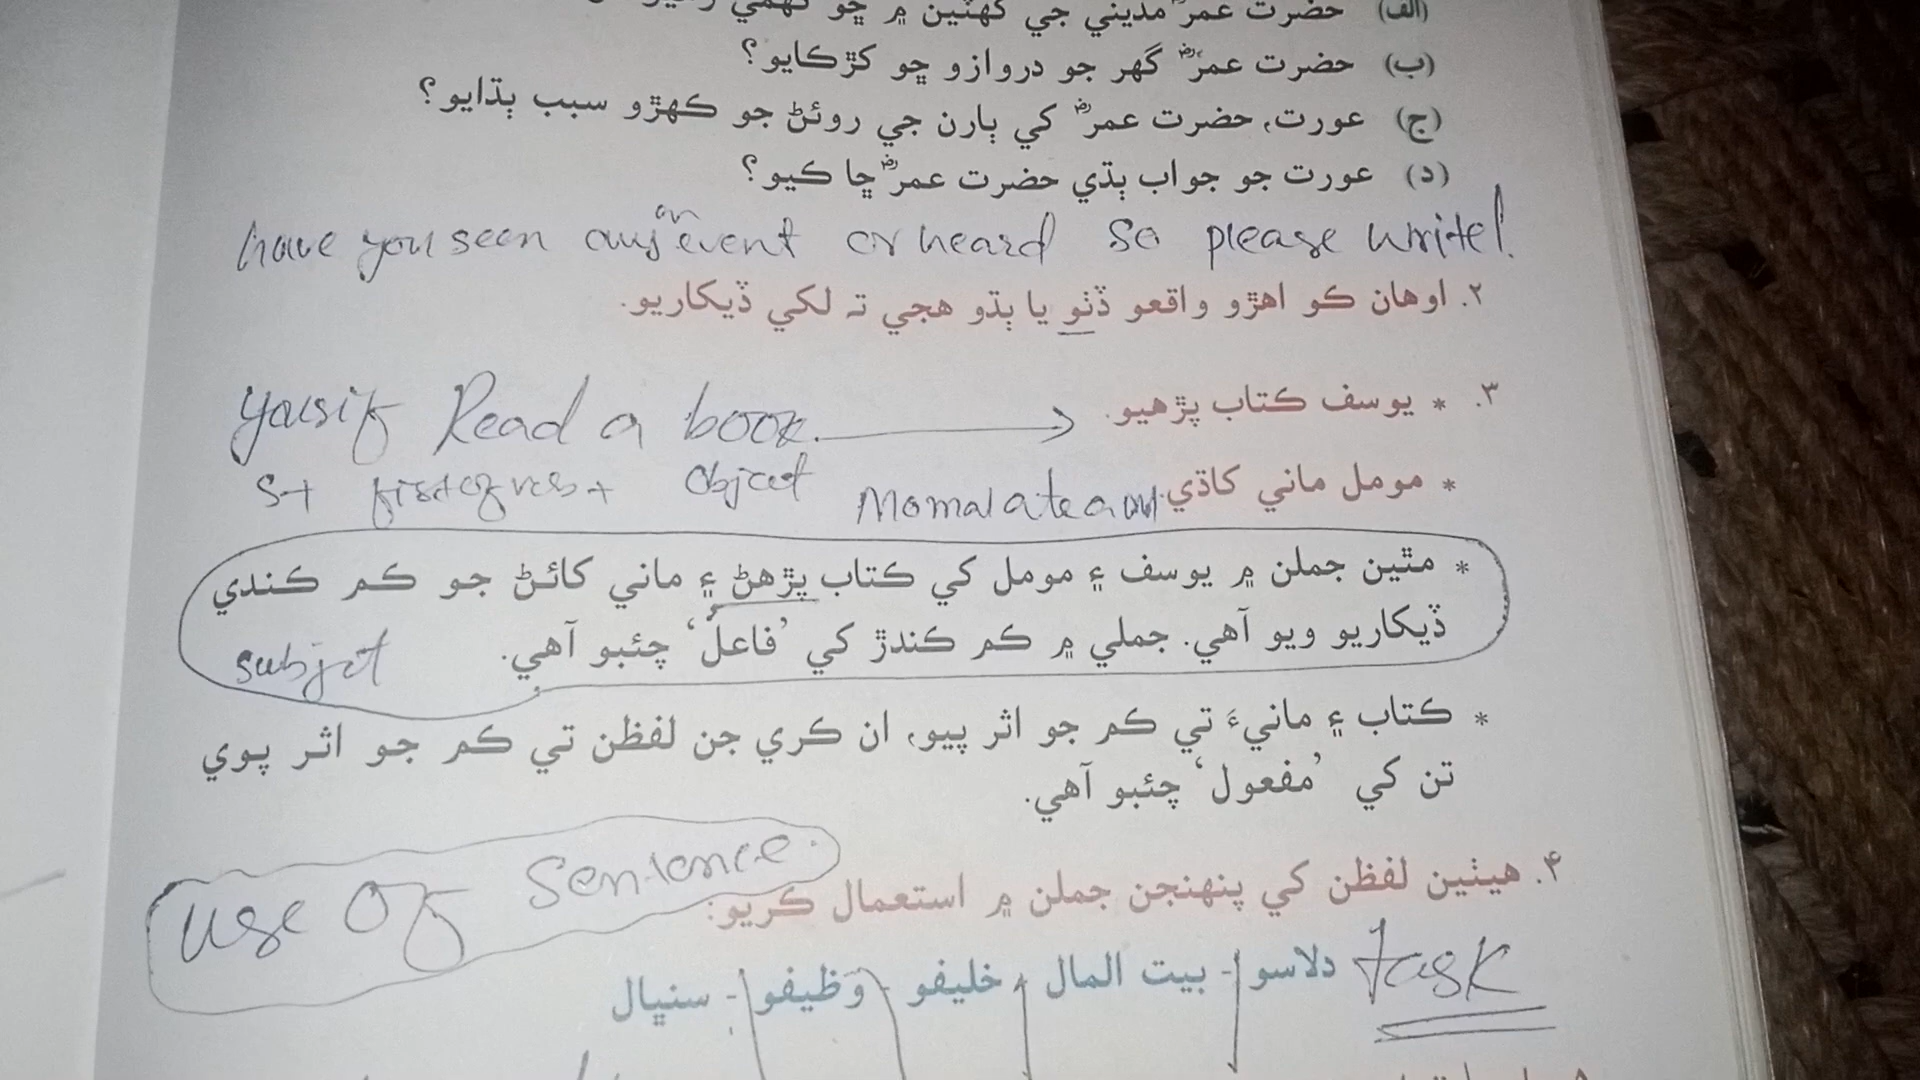 (الف) حضرت عمرؓ مديني جي گهٽين ۾ ڇو
(ب) حضرت عمرؓ گهر جو دروازو ڇو کڙڪايو؟
(ج) عورت، حضرت عمرؓ کي ٻارن جي روئڻ جو ڪهڙو سبب ٻڌايو؟
(د) عورت جو جواب ٻڌي حضرت عمرؓ ڇا ڪيو؟
have you seen any an event or heard so please write!
۲. اوهان ڪو اهڙو واقعو ڏٺو يا ٻڌو هجي ته لکي ڏيکاريو.
۳. * يوسف ڪتاب پڙهيو.
yousif Read a book.
* مومل ماني کاڌي.
S+ first of verb + Object
Momal ate
* مٿين جملن ۾ يوسف ۽ مومل کي ڪتاب پڙهڻ ۽ ماني کائڻ جو ڪم ڪندي
ڏيکاريو ويو آهي. جملي ۾ ڪم ڪندڙ کي ’فاعل‘ چئبو آهي.
subjet
* ڪتاب ۽ مانيءَ تي ڪم جو اثر پيو، ان ڪري جن لفظن تي ڪم جو اثر پوي
تن کي ’مفعول‘ چئبو آهي.
use of sentence.
۴. هيٺين لفظن کي پنهنجن جملن ۾ استعمال ڪريو:
task
دلاسو - بيت المال - خليفو - وظيفو - سنڀال